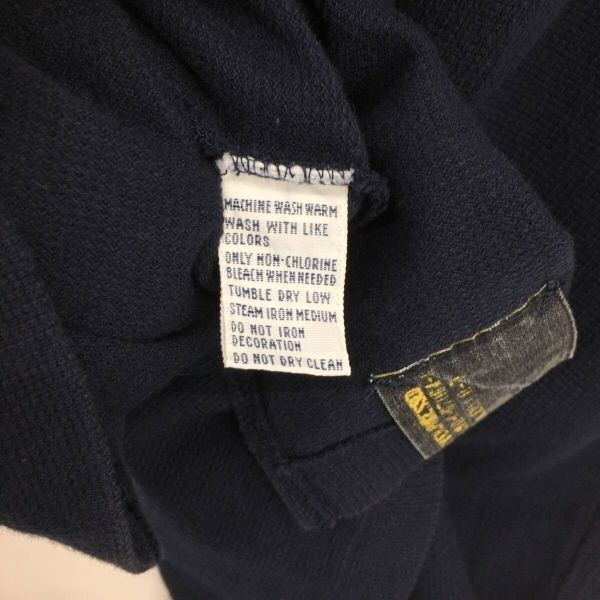 MACHINE WASH WARM
WASH WITH LIKE
COLORS
ONLY NON-CHLORINE
BLEACH WHEN NEEDED
TUMBLE DRY LOW
STEAM IRON MEDIUM
DO NOT IRON
DECORATION
DO NOT DRY CLEAN